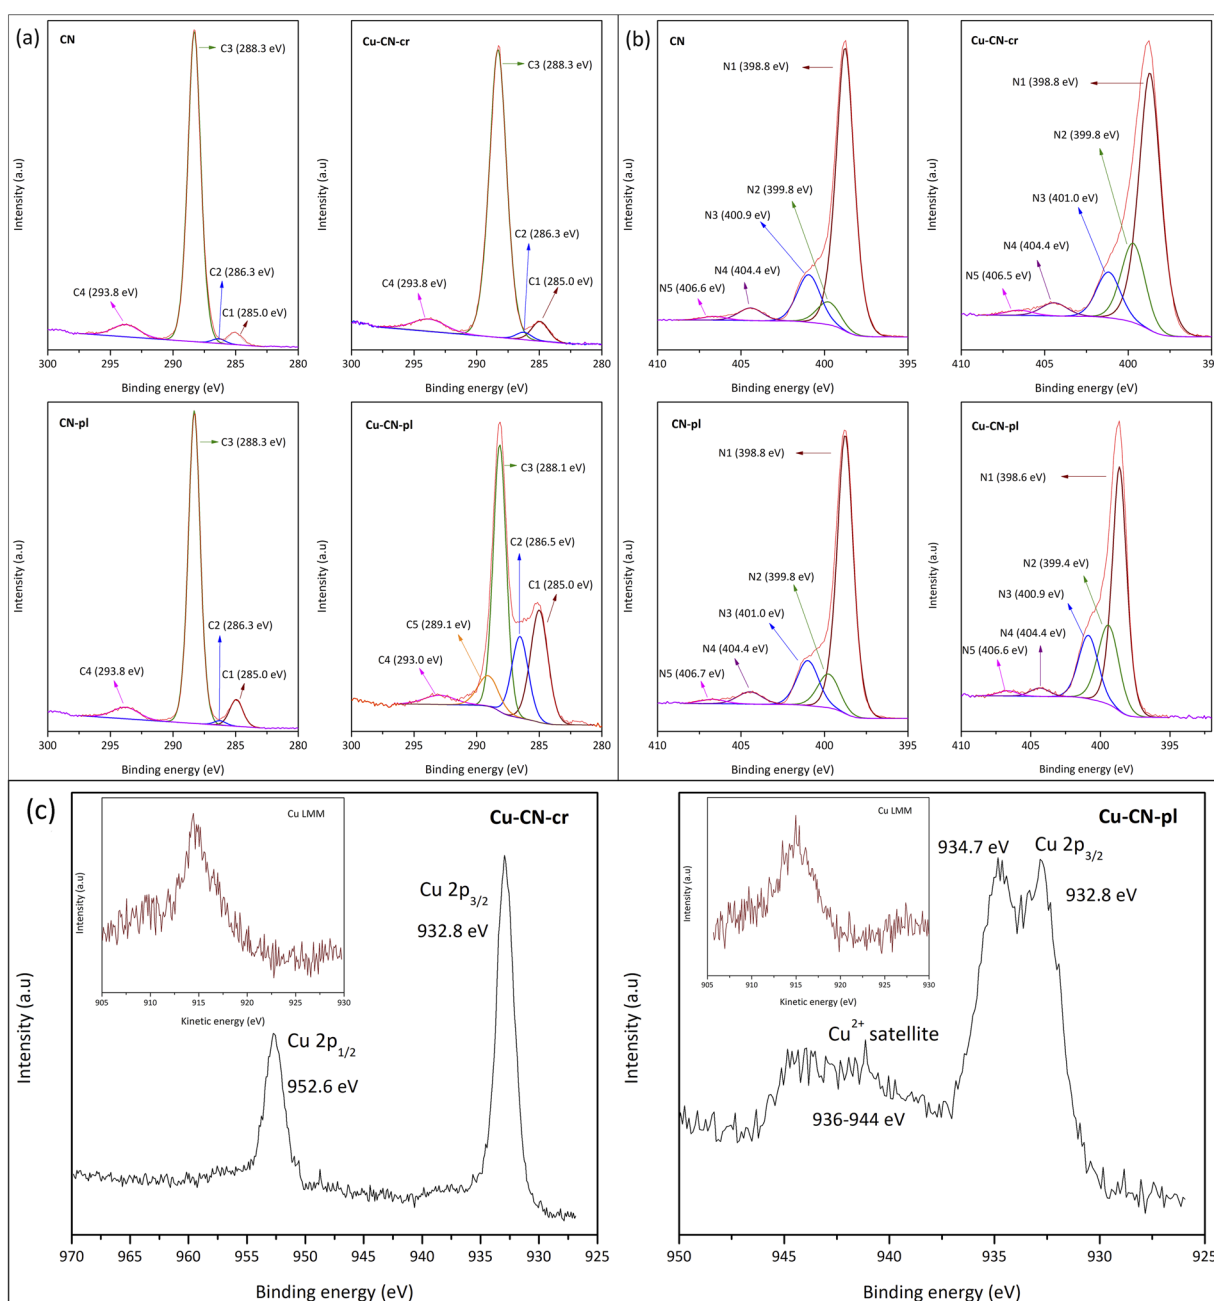 (a)
CN
C3 (288.3 eV)
C2 (286.3 eV)
C4 (293.8 eV)
C1 (285.0 eV)
Intensity (a.u)
300 295 290 285 280
Binding energy (eV)
Cu-CN-cr
C3 (288.3 eV)
C2 (286.3 eV)
C1 (285.0 eV)
C4 (293.8 eV)
Intensity (a.u)
300 295 290 285 280
Binding energy (eV)
(b)
CN
N1 (398.8 eV)
N2 (399.8 eV)
N3 (400.9 eV)
N4 (404.4 eV)
N5 (406.6 eV)
Intensity (a.u)
410 405 400 395
Binding energy (eV)
Cu-CN-cr
N1 (398.8 eV)
N2 (399.8 eV)
N3 (401.0 eV)
N4 (404.4 eV)
N5 (406.5 eV)
Intensity (a.u)
410 405 400 39
Binding energy (eV)
CN-pl
C3 (288.3 eV)
C2 (286.3 eV)
C4 (293.8 eV)
C1 (285.0 eV)
Intensity (a.u)
300 295 290 285 280
Binding energy (eV)
Cu-CN-pl
C3 (288.1 eV)
C2 (286.5 eV)
C1 (285.0 eV)
C5 (289.1 eV)
C4 (293.0 eV)
Intensity (a.u)
300 295 290 285 280
Binding energy (eV)
CN-pl
N1 (398.8 eV)
N2 (399.8 eV)
N3 (401.0 eV)
N4 (404.4 eV)
N5 (406.7 eV)
Intensity (a.u)
410 405 400 395
Binding energy (eV)
Cu-CN-pl
N1 (398.6 eV)
N2 (399.4 eV)
N3 (400.9 eV)
N4 (404.4 eV)
N5 (406.6 eV)
Intensity (a.u)
410 405 400 395
Binding energy (eV)
(c)
Cu-CN-cr
Cu LMM
Intensity (a.u)
905 910 915 920 925 930
Kinetic energy (eV)
Cu 2p3/2
932.8 eV
Cu 2p1/2
952.6 eV
Intensity (a.u)
970 965 960 955 950 945 940 935 930 925
Binding energy (eV)
Cu-CN-pl
Cu LMM
Intensity (a.u)
905 910 915 920 925 930
Kinetic energy (eV)
934.7 eV
Cu 2p3/2
932.8 eV
Cu2+ satellite
936-944 eV
Intensity (a.u)
950 945 940 935 930 925
Binding energy (eV)